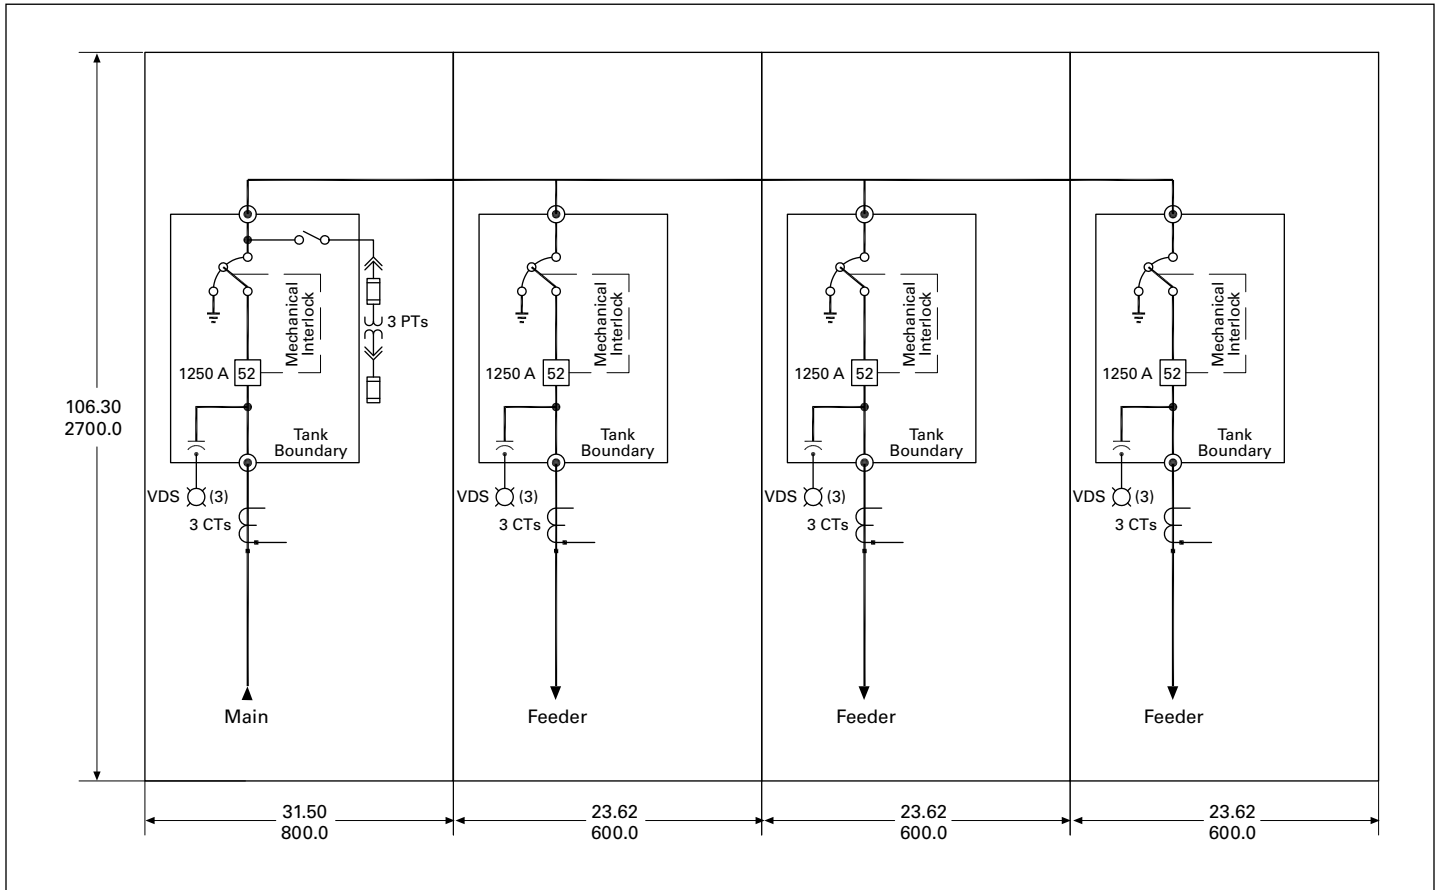 Mechanical
Interlock
3 PTs
1250 A 52
Tank
Boundary
VDS (3)
3 CTs
Main
Mechanical
Interlock
1250 A 52
Tank
Boundary
VDS (3)
3 CTs
Feeder
Mechanical
Interlock
1250 A 52
Tank
Boundary
VDS (3)
3 CTs
Feeder
Mechanical
Interlock
1250 A 52
Tank
Boundary
VDS (3)
3 CTs
Feeder
106.30
2700.0
31.50
800.0
23.62
600.0
23.62
600.0
23.62
600.0